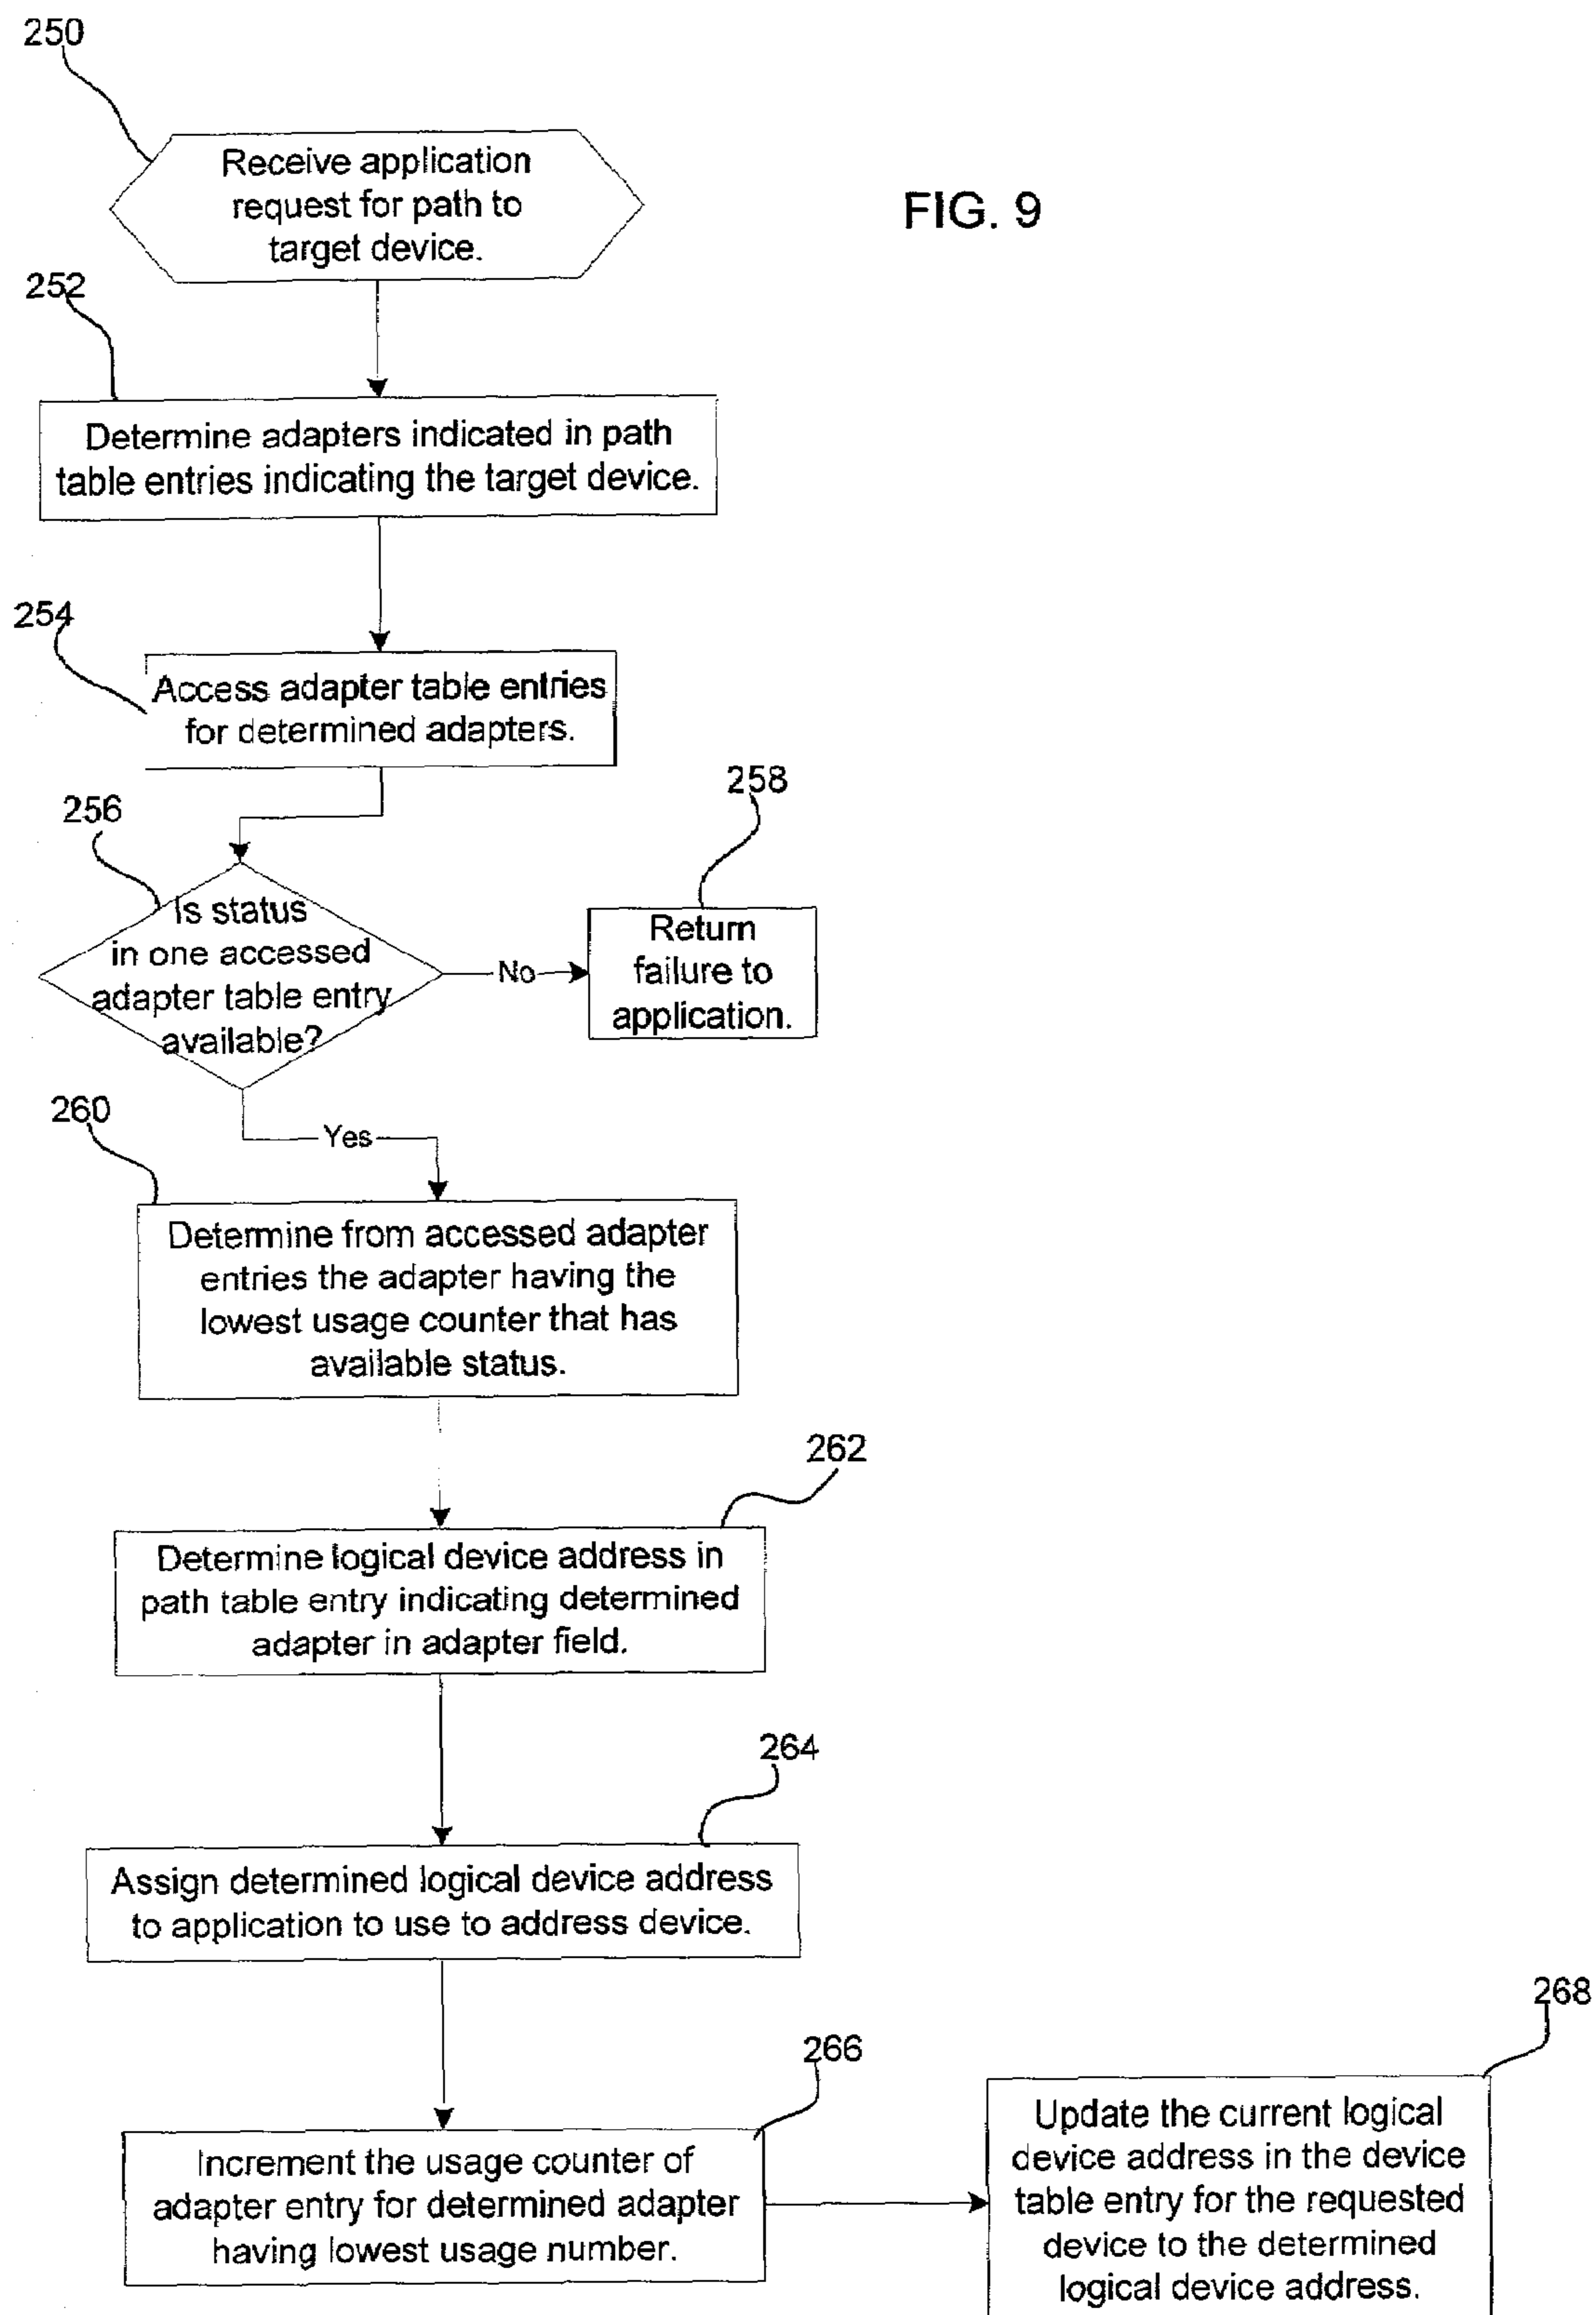 250
Receive application
request for path to
target device.
FIG. 9
252
Determine adapters indicated in path
table entries indicating the target device.
254
Access adapter table entries
for determined adapters.
256
Is status
in one accessed
adapter table entry
available?
No
258
Return
failure to
application.
Yes
260
Determine from accessed adapter
entries the adapter having the
lowest usage counter that has
available status.
262
Determine logical device address in
path table entry indicating determined
adapter in adapter field.
264
Assign determined logical device address
to application to use to address device.
266
Increment the usage counter of
adapter entry for determined adapter
having lowest usage number.
268
Update the current logical
device address in the device
table entry for the requested
device to the determined
logical device address.